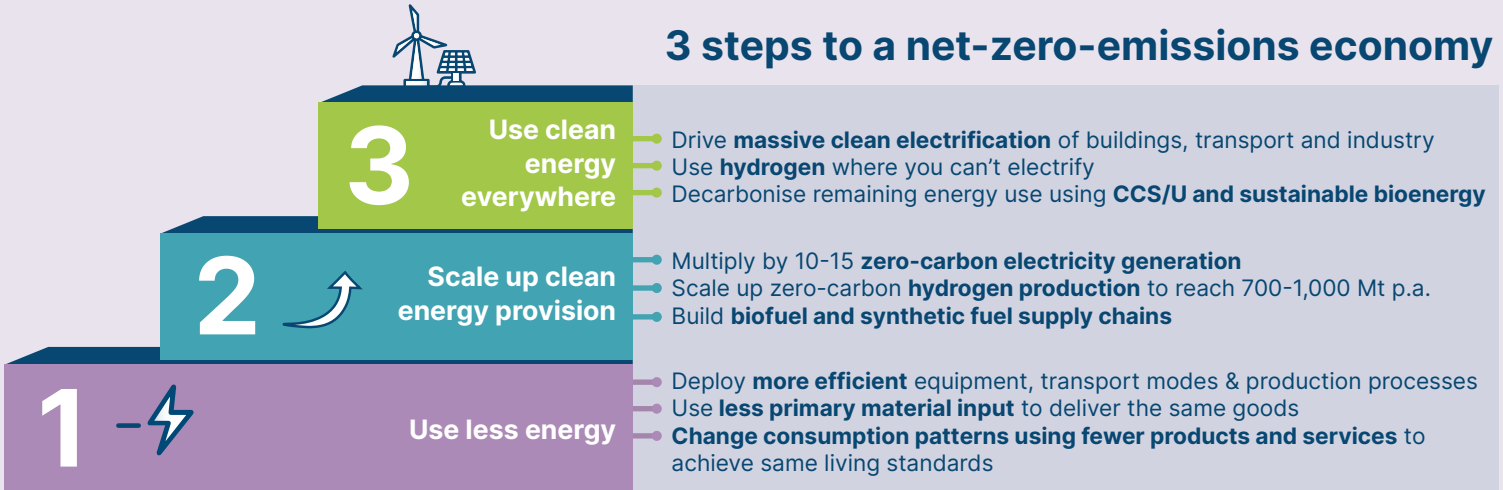 3 steps to a net-zero-emissions economy
3
Use clean
energy
everywhere
Drive massive clean electrification of buildings, transport and industry
Use hydrogen where you can’t electrify
Decarbonise remaining energy use using CCS/U and sustainable bioenergy
2
Scale up clean
energy provision
Multiply by 10-15 zero-carbon electricity generation
Scale up zero-carbon hydrogen production to reach 700-1,000 Mt p.a.
Build biofuel and synthetic fuel supply chains
1
Use less energy
Deploy more efficient equipment, transport modes & production processes
Use less primary material input to deliver the same goods
Change consumption patterns using fewer products and services to
achieve same living standards